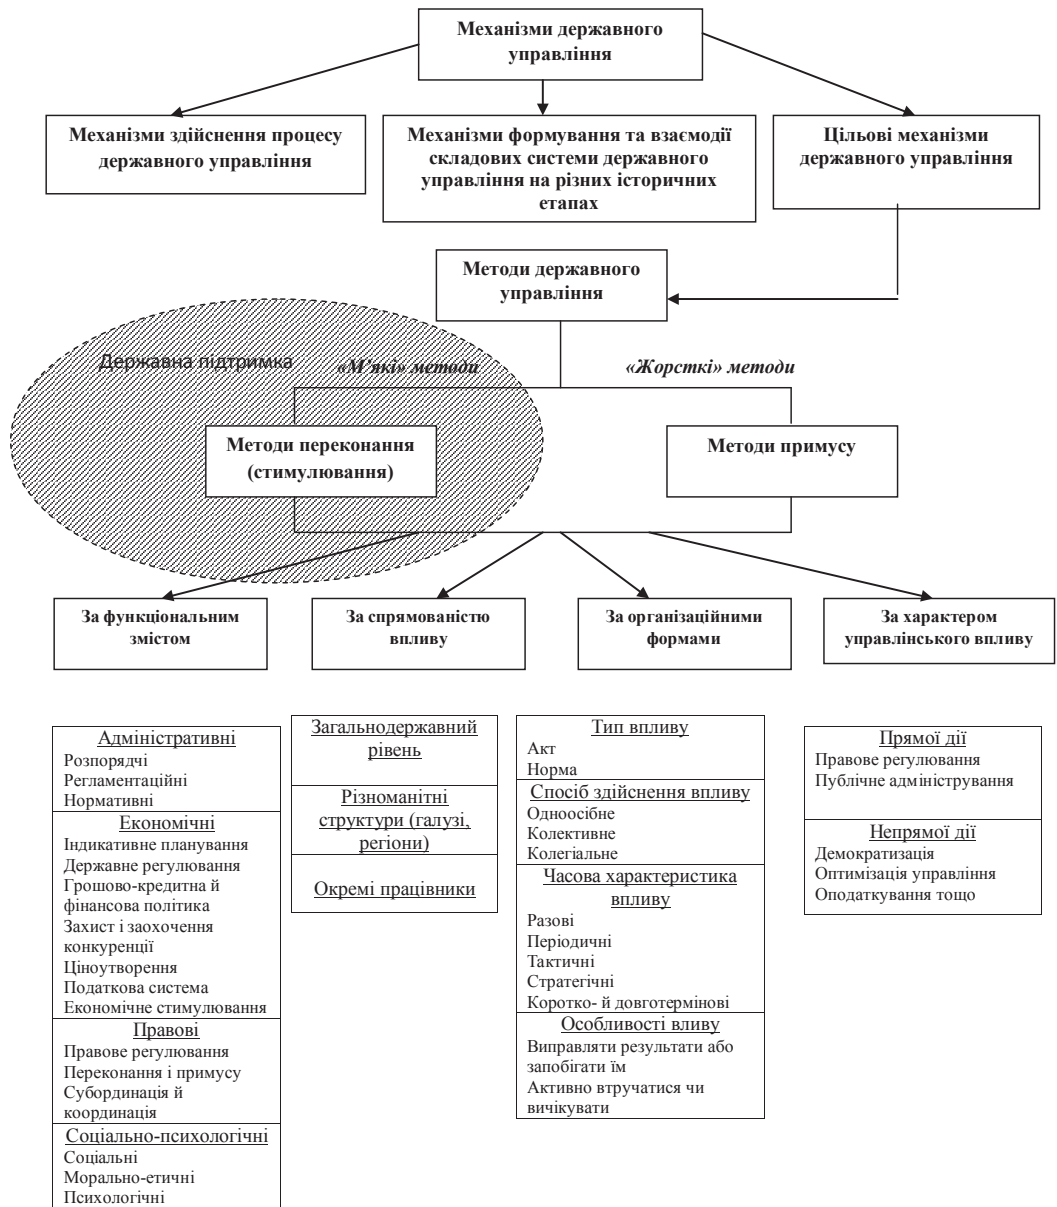 Механізми державного
управління
Механізми здійснення процесу
державного управління
Механізми формування та взаємодії
складових системи державного
управління на різних історичних
етапах
Цільові механізми
державного управління
Методи державного
управління
Державна підтримка
«М'які» методи
«Жорсткі» методи
Методи переконання
(стимулювання)
Методи примусу
За функціональним
змістом
За спрямованістю
впливу
За організаційними
формами
За характером
управлінського впливу
Адміністративні
Розпорядчі
Регламентаційні
Нормативні
Економічні
Індикативне планування
Державне регулювання
Грошово-кредитна й
фінансова політика
Захист і заохочення
конкуренції
Ціноутворення
Податкова система
Економічне стимулювання
Правові
Правове регулювання
Переконання і примусу
Субординація й
координація
Соціально-психологічні
Соціальні
Морально-етичні
Психологічні
Загальнодержавний
рівень
Різноманітні
структури (галузі,
регіони)
Окремі працівники
Тип впливу
Акт
Норма
Спосіб здійснення впливу
Одноосібне
Колективне
Колегіальне
Часова характеристика
впливу
Разові
Періодичні
Тактичні
Стратегічні
Коротко- й довготермінові
Особливості вливу
Виправляти результати або
запобігати їм
Активно втручатися чи
вичікувати
Прямої дії
Правове регулювання
Публічне адміністрування
Непрямої дії
Демократизація
Оптимізація управління
Оподаткування тощо